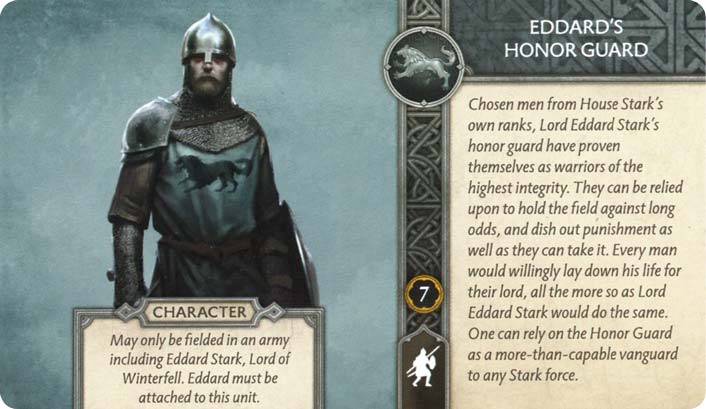 EDDARD'S
HONOR GUARD
Chosen men from House Stark's
own ranks, Lord Eddard Stark's
honor guard have proven
themselves as warriors of the
highest integrity. They can be relied
upon to hold the field against long
odds, and dish out punishment as
well as they can take it. Every man
would willingly lay down his life for
their lord, all the more so as Lord
Eddard Stark would do the same.
One can rely on the Honor Guard
as a more-than-capable vanguard
to any Stark force.
7
CHARACTER
May only be fielded in an army
including Eddard Stark, Lord of
Winterfell. Eddard must be
attached to this unit.